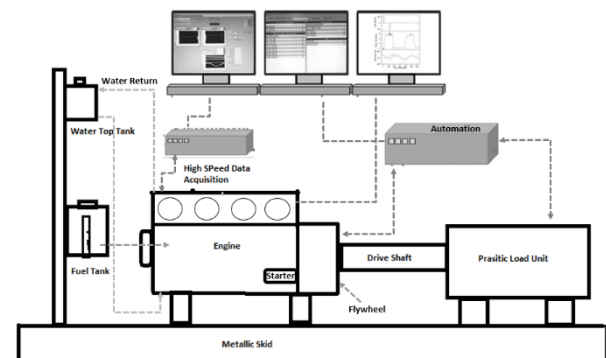 Water Return
Water Top Tank
High SPeed Data
Acquisition
Automation
Engine
Starter
Drive Shaft
Prasitic Load Unit
Fuel Tank
Flywheel
Metallic Skid